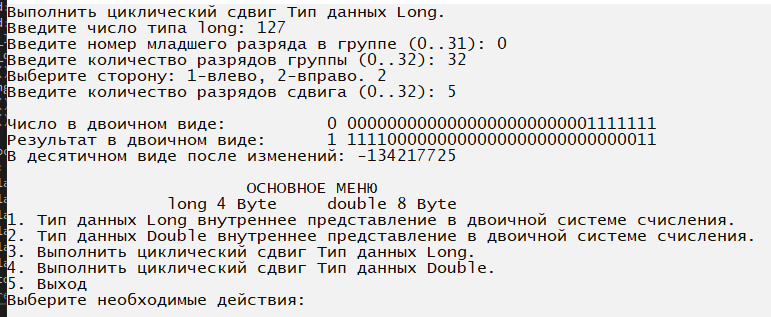 Выполнить циклический сдвиг Тип данных Long.
Введите число типа long: 127
Введите номер младшего разряда в группе (0..31): 0
Введите количество разрядов группы (0..32): 32
Выберите сторону: 1-влево, 2-вправо. 2
Введите количество разрядов сдвига (0..32): 5
Число в двоичном виде: 0 0000000000000000000000001111111
Результат в двоичном виде: 1 1111000000000000000000000000011
В десятичном виде после изменений: -134217725
ОСНОВНОЕ МЕНЮ
long 4 Byte double 8 Byte
1. Тип данных Long внутреннее представление в двоичной системе счисления.
2. Тип данных Double внутреннее представление в двоичной системе счисления.
3. Выполнить циклический сдвиг Тип данных Long.
4. Выполнить циклический сдвиг Тип данных Double.
5. Выход
Выберите необходимые действия: